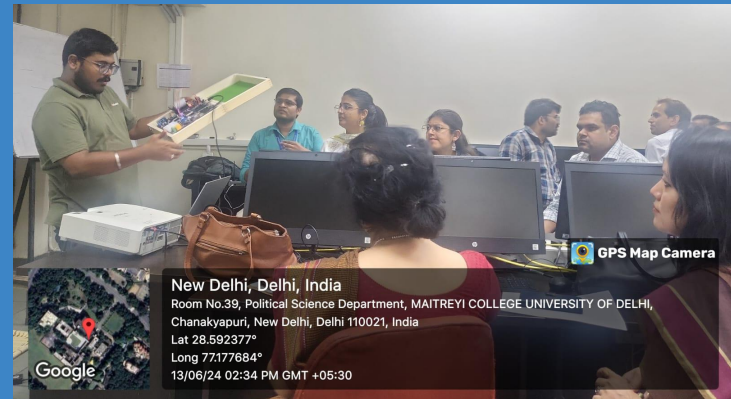 GPS Map Camera
New Delhi, Delhi, India
Room No.39, Political Science Department, MAITREYI COLLEGE UNIVERSITY OF DELHI,
Chanakyapuri, New Delhi, Delhi 110021, India
Lat 28.592377°
Long 77.177684°
13/06/24 02:34 PM GMT +05:30
Google